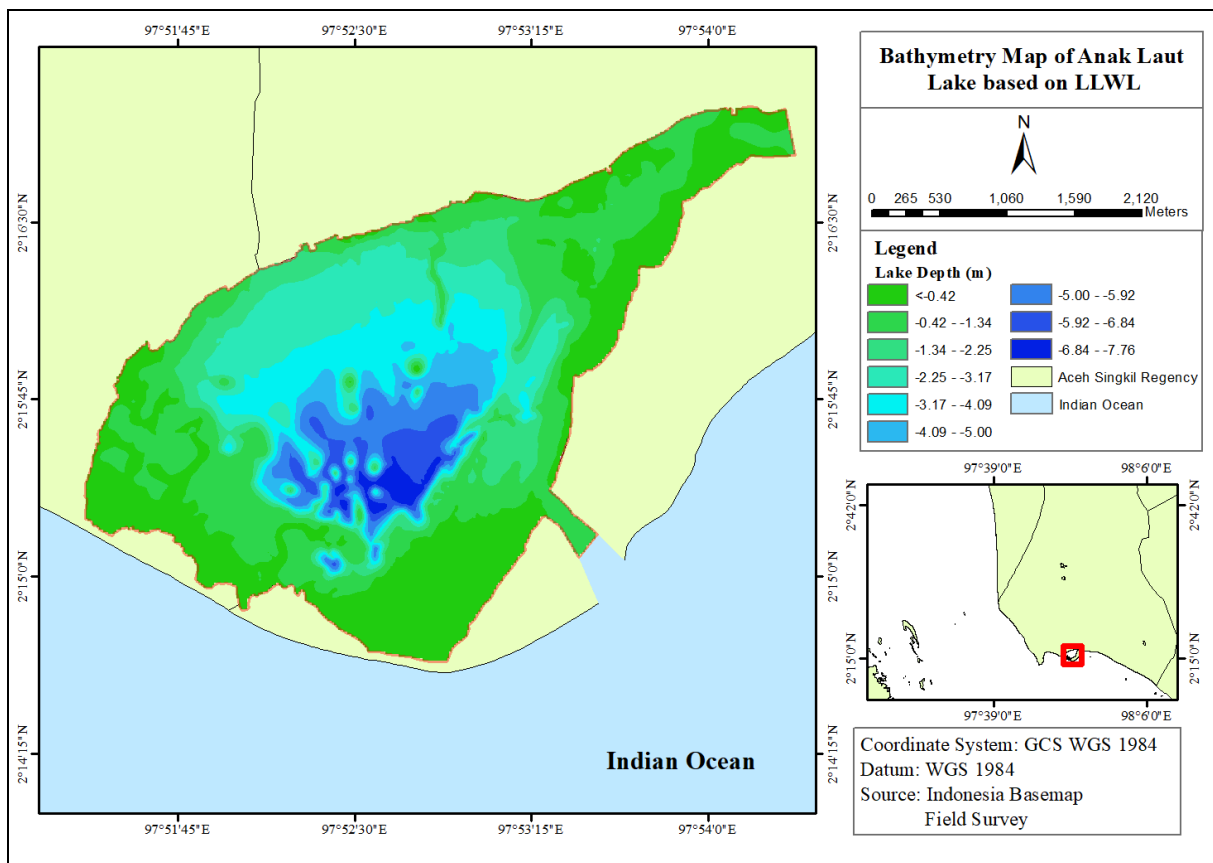 97°51'45"E 97°52'30"E 97°53'15"E 97°54'0"E
2°16'30"N
2°15'45"N
2°15'0"N
2°14'15"N
2°16'30"N
2°15'45"N
2°15'0"N
2°14'15"N
Indian Ocean
97°51'45"E 97°52'30"E 97°53'15"E 97°54'0"E
Bathymetry Map of Anak Laut
Lake based on LLWL
N
0 265 530 1,060 1,590 2,120
Meters
Legend
Lake Depth (m)
<-0.42
-0.42 - -1.34
-1.34 - -2.25
-2.25 - -3.17
-3.17 - -4.09
-4.09 - -5.00
-5.00 - -5.92
-5.92 - -6.84
-6.84 - -7.76
Aceh Singkil Regency
Indian Ocean
97°39'0"E 98°6'0"E
2°42'0"N
2°15'0"N
2°42'0"N
2°15'0"N
97°39'0"E 98°6'0"E
Coordinate System: GCS WGS 1984
Datum: WGS 1984
Source: Indonesia Basemap
Field Survey